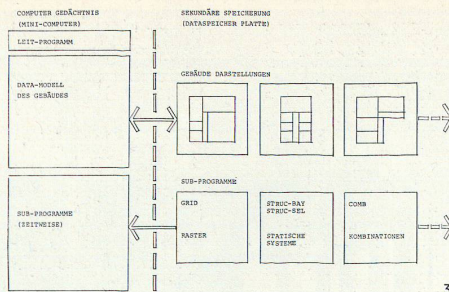 COMPUTER GEDÄCHTNIS
(MINI-COMPUTER)
SEKUNDÄRE SPEICHERUNG
(DATASPEICHER PLATTE)
LEIT-PROGRAMM
DATA-MODELL
DES GEBÄUDES
GEBÄUDE DARSTELLUNGEN
SUB-PROGRAMME
SUB-PROGRAMME
(ZEITWEISE)
GRID
RASTER
STRUC-BAY
STRUC-SEL
STATISCHE
SYSTEME
COMB
KOMBINATIONEN
3